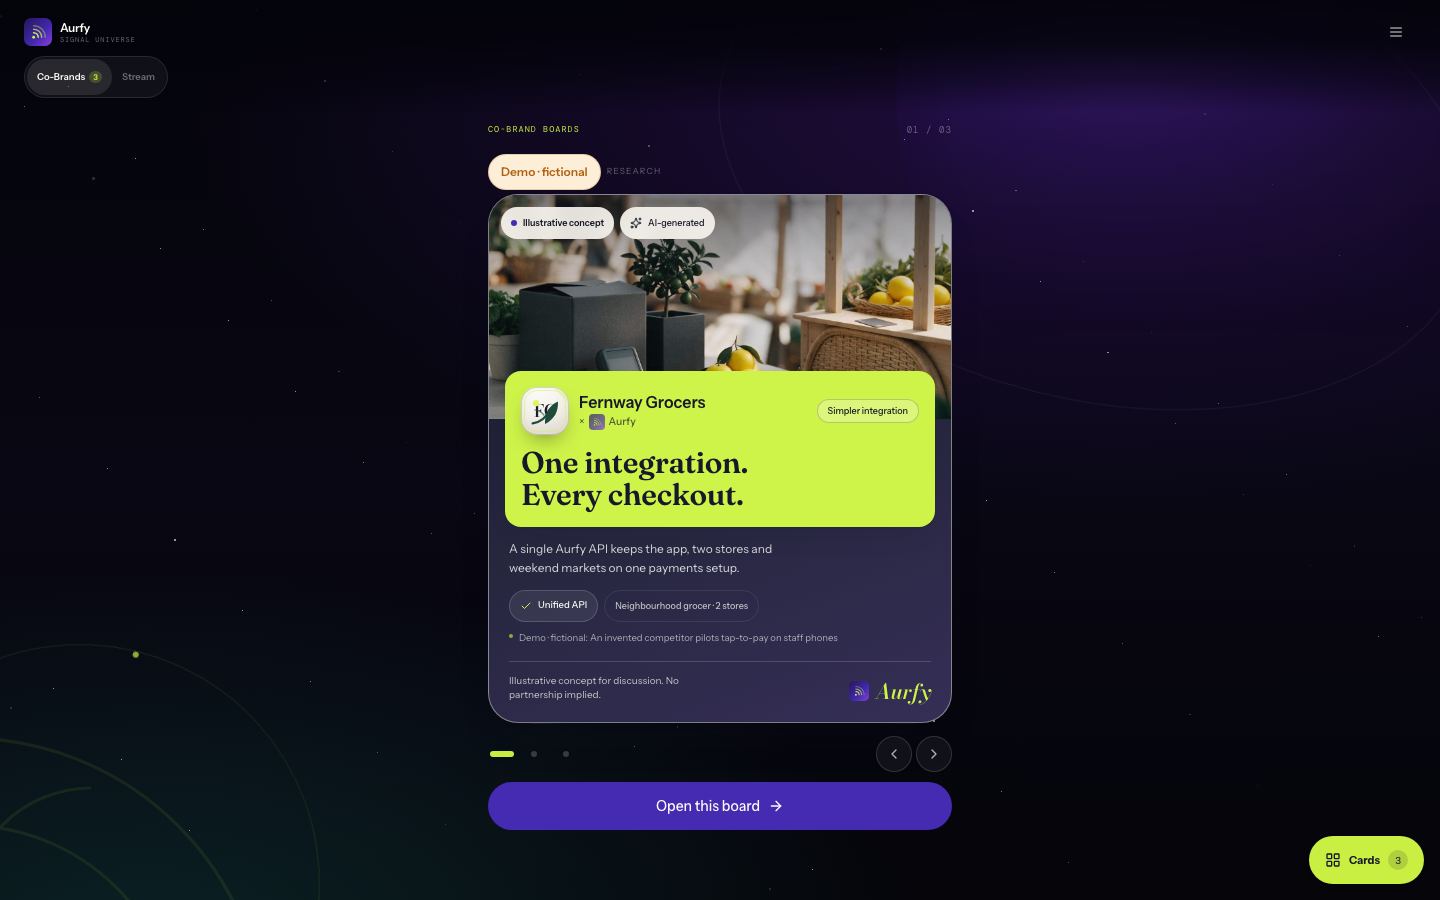 Aurfy
SIGNAL UNIVERSE
Co-Brands 3 Stream
CO-BRAND BOARDS
01 / 03
Demo · fictional
RESEARCH
Illustrative concept
AI-generated
Fernway Grocers
× Aurfy
Simpler integration
One integration.
Every checkout.
A single Aurfy API keeps the app, two stores and
weekend markets on one payments setup.
Unified API
Neighbourhood grocer · 2 stores
Demo · fictional: An invented competitor pilots tap-to-pay on staff phones
Illustrative concept for discussion. No
partnership implied.
Aurfy
Open this board
Cards 3